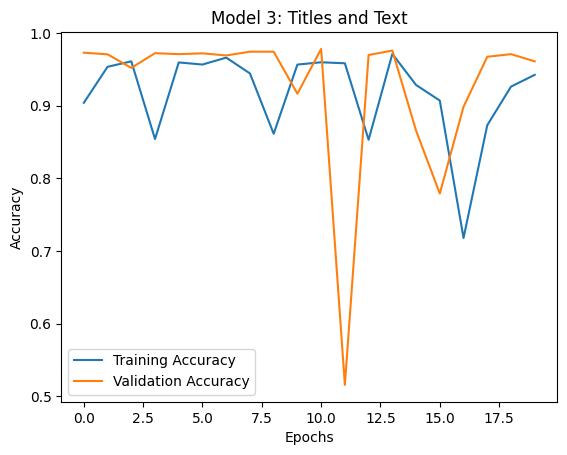 Model 3: Titles and Text
1.0
0.9
0.8
0.7
0.6
0.5
Accuracy
Training Accuracy
Validation Accuracy
0.0 2.5 5.0 7.5 10.0 12.5 15.0 17.5
Epochs